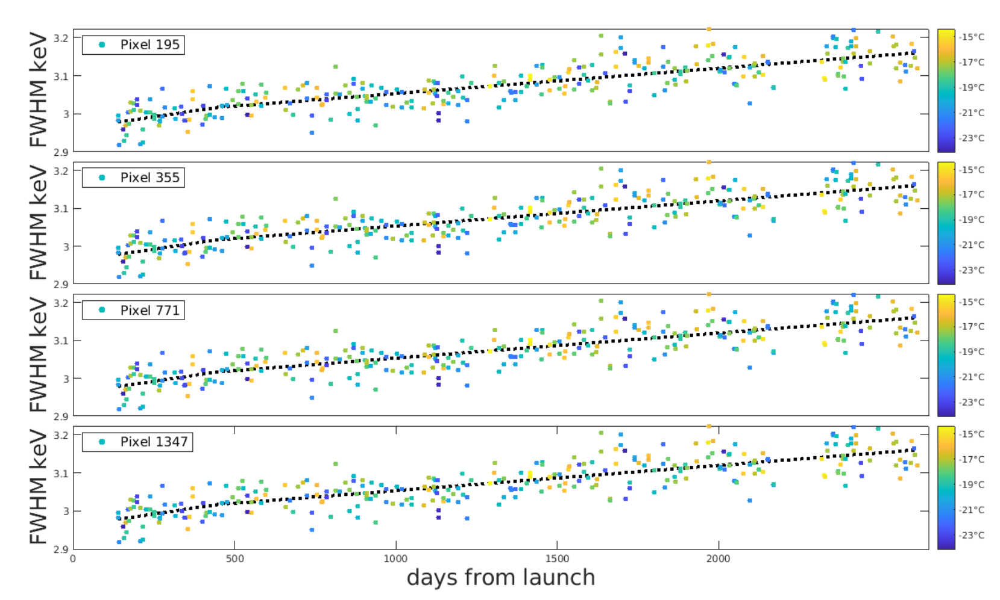 FWHM keV
3.2
3.1
3
2.9
Pixel 195
-15°C
-17°C
-19°C
-21°C
-23°C
FWHM keV
3.2
3.1
3
2.9
Pixel 355
-15°C
-17°C
-19°C
-21°C
-23°C
FWHM keV
3.2
3.1
3
2.9
Pixel 771
-15°C
-17°C
-19°C
-21°C
-23°C
FWHM keV
3.2
3.1
3
2.9
Pixel 1347
-15°C
-17°C
-19°C
-21°C
-23°C
0 500 1000 1500 2000
days from launch